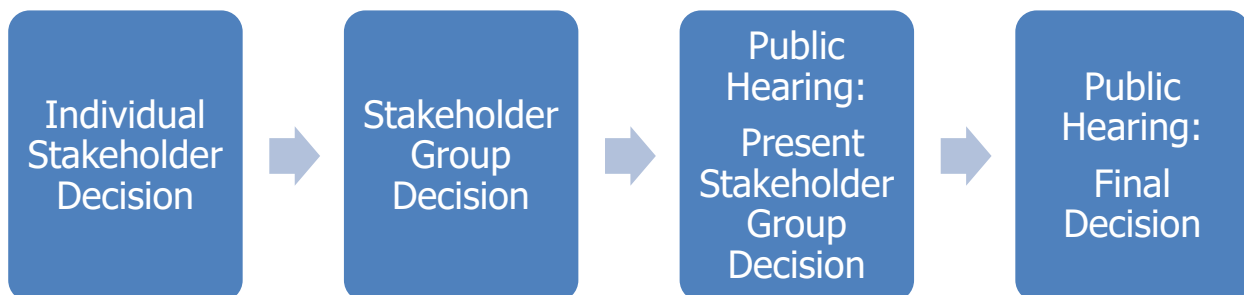 Individual
Stakeholder
Decision
Stakeholder
Group
Decision
Public
Hearing:
Present
Stakeholder
Group
Decision
Public
Hearing:
Final
Decision